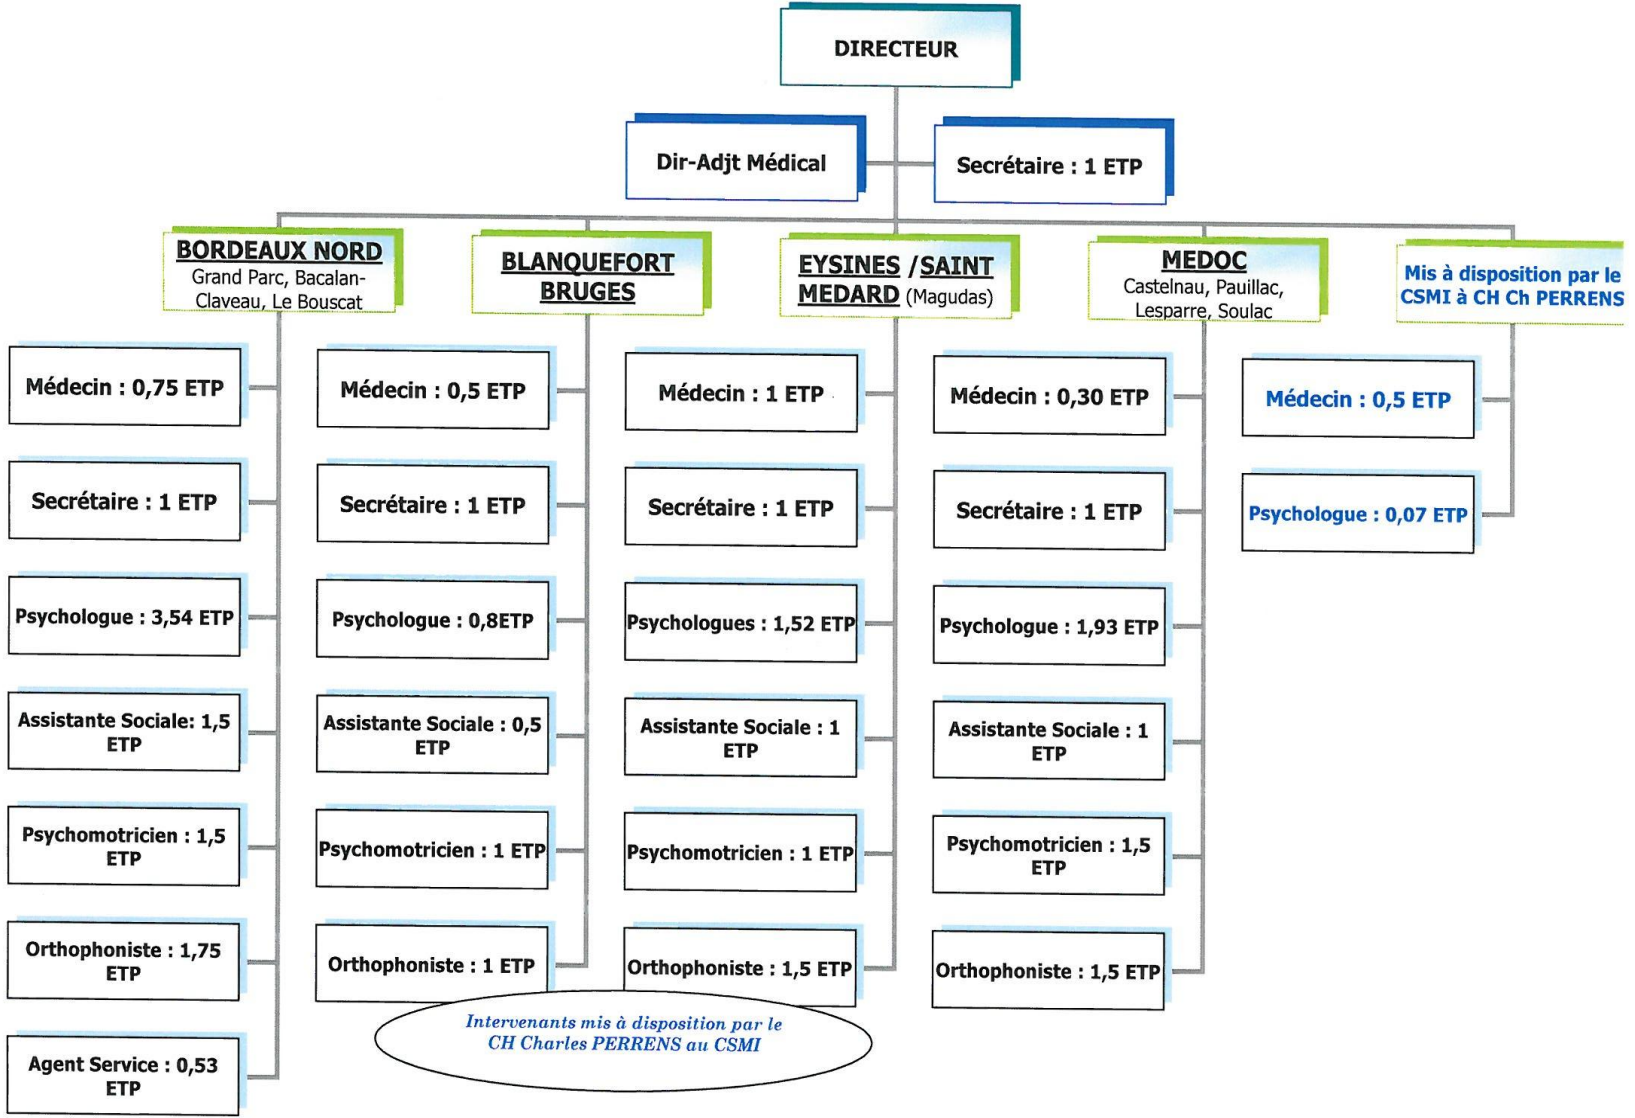 DIRECTEUR
Dir-Adjt Médical
Secrétaire : 1 ETP
BORDEAUX NORD
Grand Parc, Bacalan-
Claveau, Le Bouscat
BLANQUEFORT
BRUGES
EYSINES /SAINT
MEDARD (Magudas)
MEDOC
Castelnau, Pauillac,
Lesparre, Soulac
Mis à disposition par le
CSMI à CH Ch PERRENS
Médecin : 0,75 ETP
Secrétaire : 1 ETP
Psychologue : 3,54 ETP
Assistante Sociale: 1,5
ETP
Psychomotricien : 1,5
ETP
Orthophoniste : 1,75
ETP
Agent Service : 0,53
ETP
Médecin : 0,5 ETP
Secrétaire : 1 ETP
Psychologue : 0,8ETP
Assistante Sociale : 0,5
ETP
Psychomotricien : 1 ETP
Orthophoniste : 1 ETP
Médecin : 1 ETP
Secrétaire : 1 ETP
Psychologues : 1,52 ETP
Assistante Sociale : 1
ETP
Psychomotricien : 1 ETP
Orthophoniste : 1,5 ETP
Médecin : 0,30 ETP
Secrétaire : 1 ETP
Psychologue : 1,93 ETP
Assistante Sociale : 1
ETP
Psychomotricien : 1,5
ETP
Orthophoniste : 1,5 ETP
Médecin : 0,5 ETP
Psychologue : 0,07 ETP
Intervenants mis à disposition par le
CH Charles PERRENS au CSMI